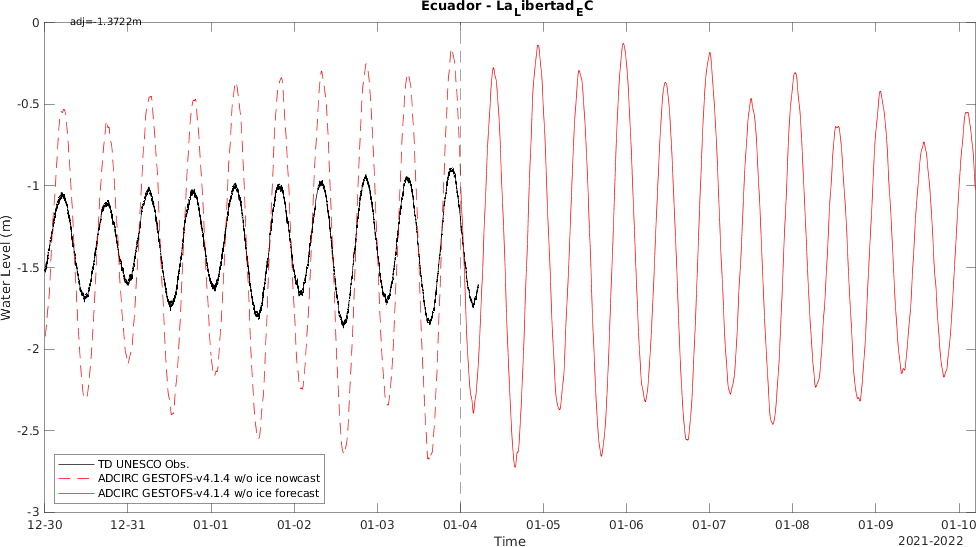 Ecuador - LaLibertadEC
adj=-1.3722m
0
-0.5
-1
-1.5
-2
-2.5
-3
Water Level (m)
TD UNESCO Obs.
ADCIRC GESTOFS-v4.1.4 w/o ice nowcast
ADCIRC GESTOFS-v4.1.4 w/o ice forecast
12-30 12-31 01-01 01-02 01-03 01-04 01-05 01-06 01-07 01-08 01-09 01-10
Time
2021-2022